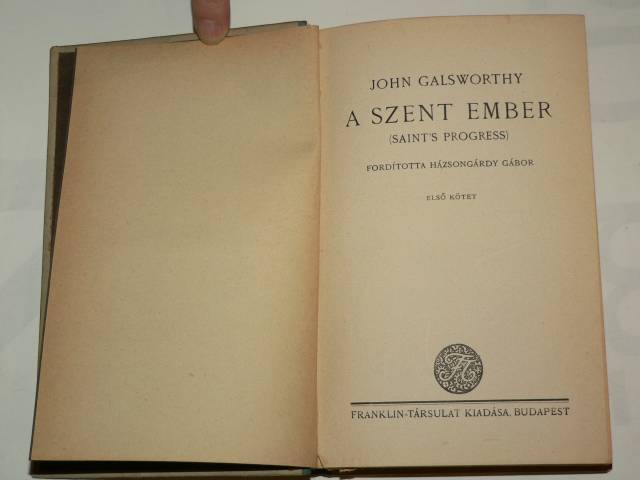 JOHN GALSWORTHY
A SZENT EMBER
(SAINT'S PROGRESS)
FORDÍTOTTA HÁZSONGÁRDY GÁBOR
ELSŐ KÖTET
FRANKLIN-TÁRSULAT KIADÁSA, BUDAPEST